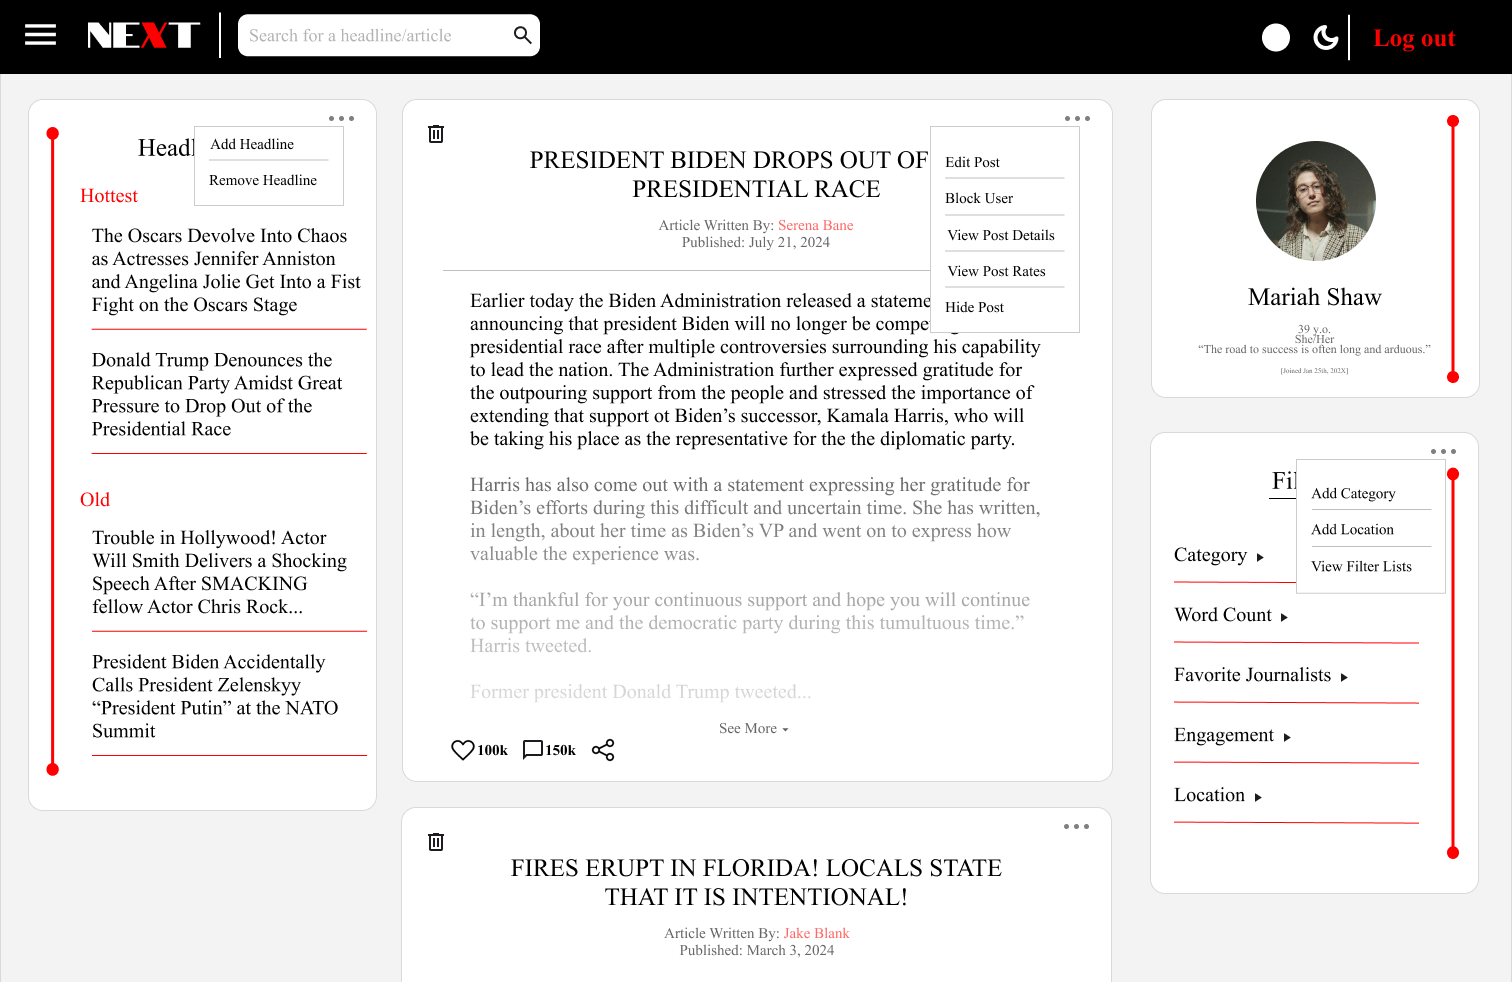 NEXT
Search for a headline/article
Log out
Headl
Add Headline
Remove Headline
Hottest
The Oscars Devolve Into Chaos
as Actresses Jennifer Anniston
and Angelina Jolie Get Into a Fist
Fight on the Oscars Stage
Donald Trump Denounces the
Republican Party Amidst Great
Pressure to Drop Out of the
Presidential Race
Old
Trouble in Hollywood! Actor
Will Smith Delivers a Shocking
Speech After SMACKING
fellow Actor Chris Rock...
President Biden Accidentally
Calls President Zelenskyy
“President Putin” at the NATO
Summit
PRESIDENT BIDEN DROPS OUT OF
PRESIDENTIAL RACE
Article Written By: Serena Bane
Published: July 21, 2024
Edit Post
Block User
View Post Details
View Post Rates
Hide Post
Earlier today the Biden Administration released a stateme
announcing that president Biden will no longer be compe
presidential race after multiple controversies surrounding his capability
to lead the nation. The Administration further expressed gratitude for
the outpouring support from the people and stressed the importance of
extending that support ot Biden’s successor, Kamala Harris, who will
be taking his place as the representative for the the diplomatic party.
Harris has also come out with a statement expressing her gratitude for
Biden’s efforts during this difficult and uncertain time. She has written,
in length, about her time as Biden’s VP and went on to express how
valuable the experience was.
“I’m thankful for your continuous support and hope you will continue
to support me and the democratic party during this tumultuous time.”
Harris tweeted.
Former president Donald Trump tweeted...
See More
100k 150k
FIRES ERUPT IN FLORIDA! LOCALS STATE
THAT IT IS INTENTIONAL!
Article Written By: Jake Blank
Published: March 3, 2024
Mariah Shaw
39 y.o.
She/Her
“The road to success is often long and arduous.”
[Joined Jan 25th, 202X]
Fil
Add Category
Add Location
View Filter Lists
Category
Word Count
Favorite Journalists
Engagement
Location